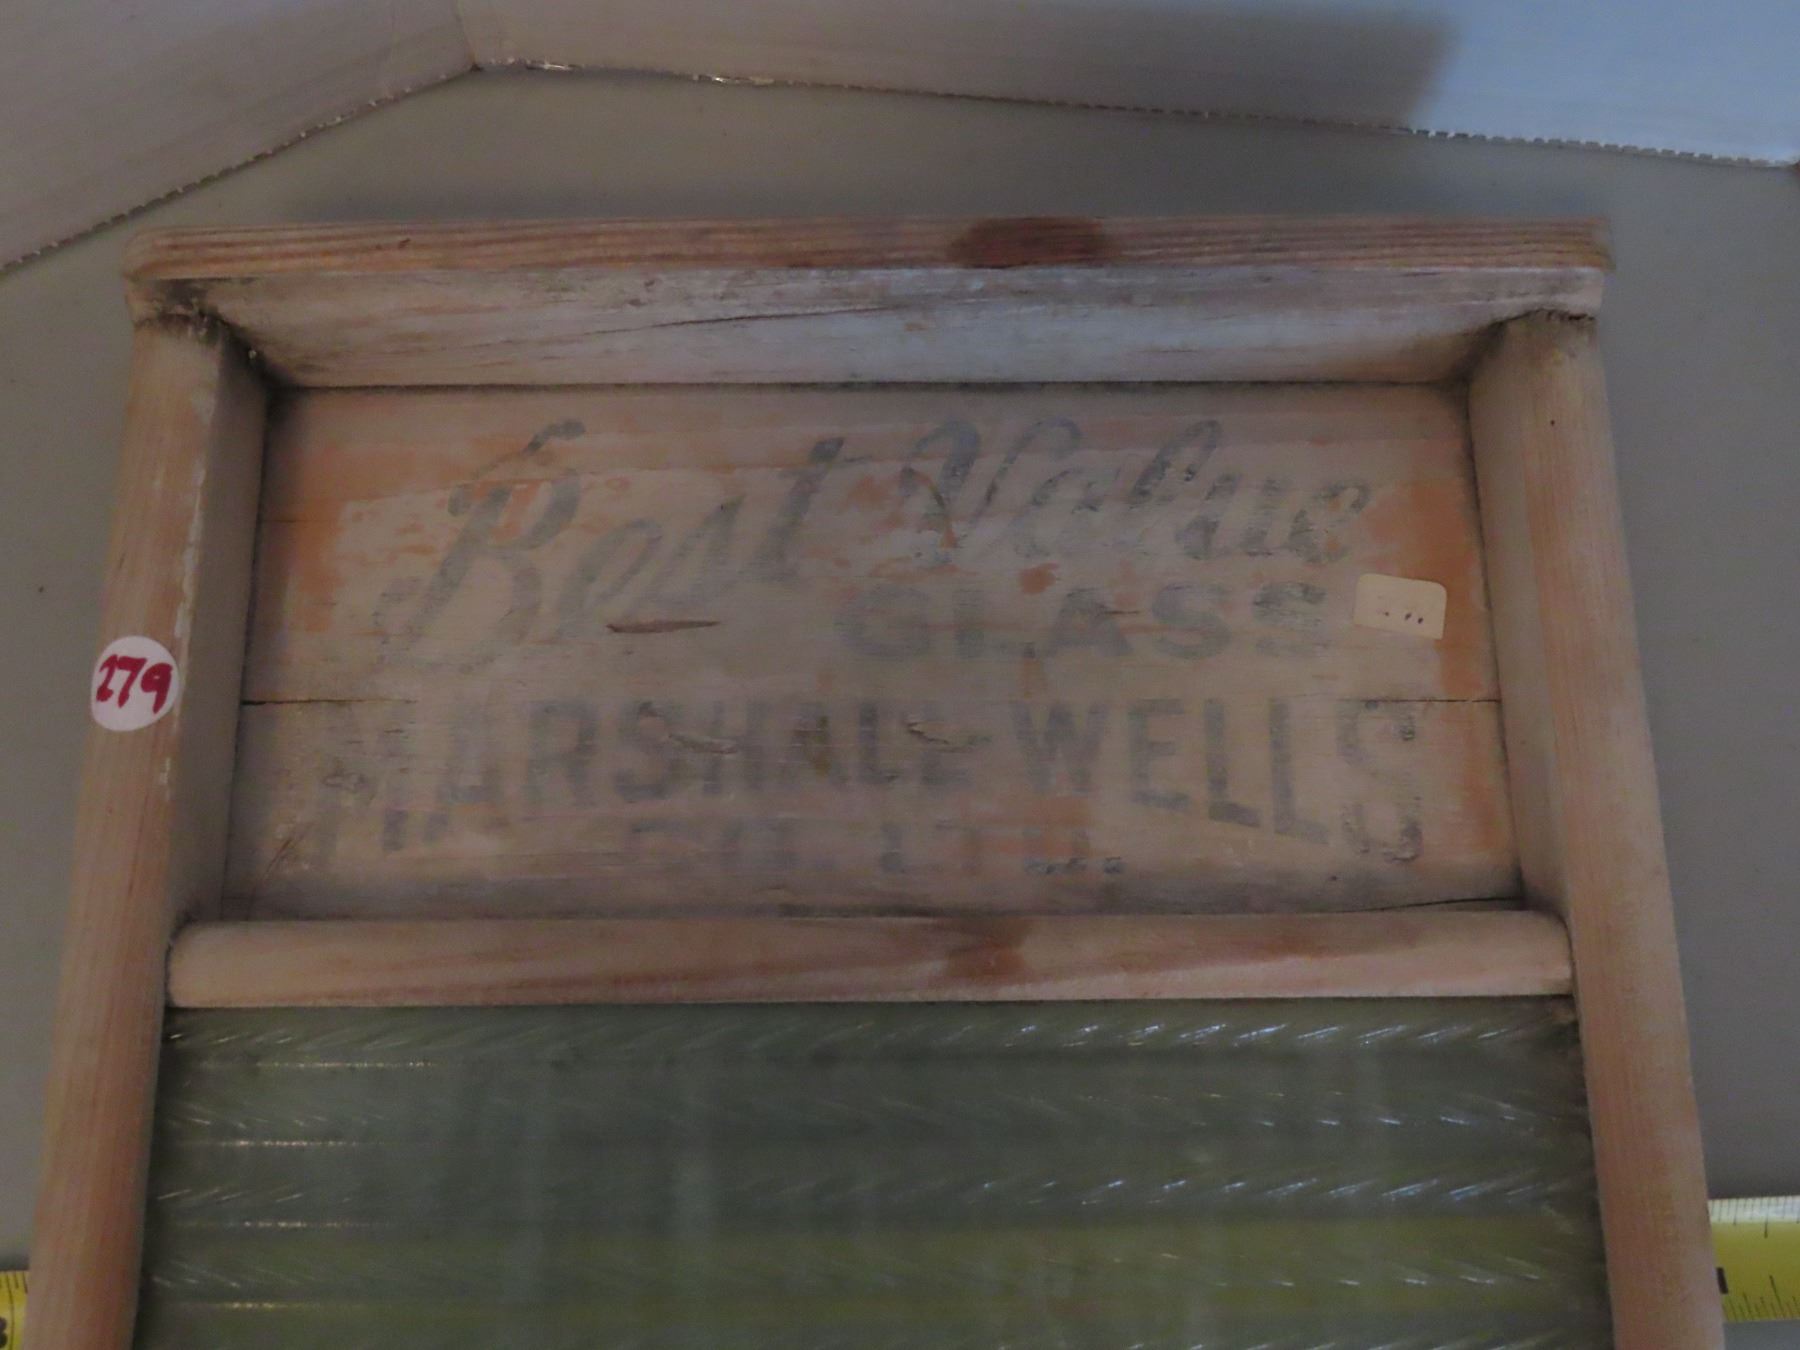 Best Value
GLASS
MARSHALL-WELLS
CO. LTD.
279